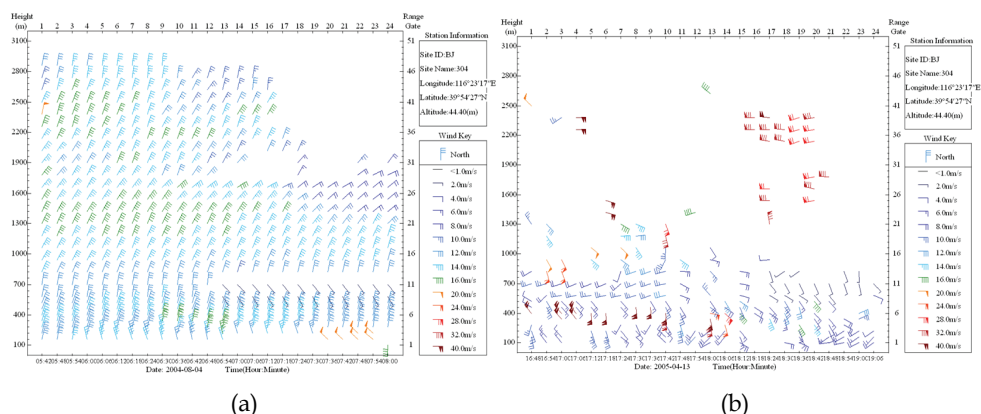 Height
(m) 1 2 3 4 5 6 7 8 9 10 11 12 13 14 15 16 17 18 19 20 21 22 23 24
Range
Gate
3100
2800
2500
2200
1900
1600
1300
1000
700
400
100
51
46
41
36
31
26
21
16
11
6
1
Date: 2004-08-04 Time(Hour:Minute)
Station Information
Site ID:BJ
Site Name:304
Longitude:116°23'17"E
Latitude:39°54'27"N
Altitude:44.40(m)
Wind Key
North
<1.0m/s
2.0m/s
4.0m/s
6.0m/s
8.0m/s
10.0m/s
12.0m/s
14.0m/s
16.0m/s
20.0m/s
24.0m/s
28.0m/s
32.0m/s
40.0m/s
(a)
Height
(m) 1 2 3 4 5 6 7 8 9 10 11 12 13 14 15 16 17 18 19 20 21 22 23 24
Range
Gate
3100
2800
2500
2200
1900
1600
1300
1000
700
400
100
51
46
41
36
31
26
21
16
11
6
1
Date: 2005-04-13 Time(Hour:Minute)
Station Information
Site ID:BJ
Site Name:304
Longitude:116°23'17"E
Latitude:39°54'27"N
Altitude:44.40(m)
Wind Key
North
<1.0m/s
2.0m/s
4.0m/s
6.0m/s
8.0m/s
10.0m/s
12.0m/s
14.0m/s
16.0m/s
20.0m/s
24.0m/s
28.0m/s
32.0m/s
40.0m/s
(b)